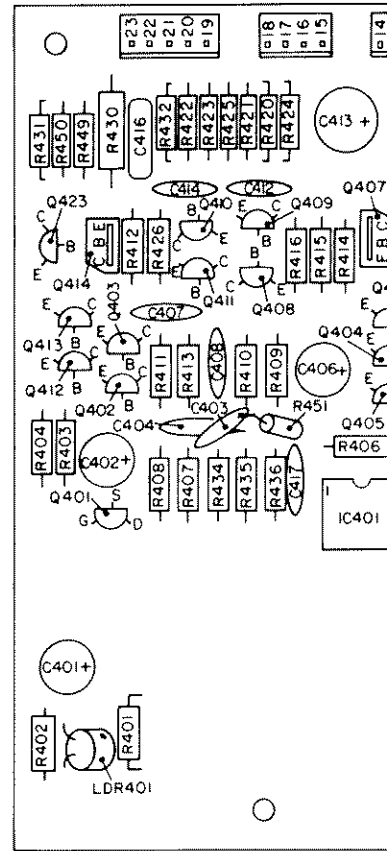 23
22
21
20
19
18
17
16
15
14
R431
R450
R449
R430
C416
R432
R422
R423
R425
R421
R420
R424
C413 +
C414
C412
Q423
C
B
E
Q414
E
B
C
R412
R426
B
Q410
C
E
Q411
B
C
E
C
Q409
B
E
Q408
B
C
E
R416
R415
R414
Q407
C
B
E
Q403
C407
E
C
B
Q413
E
C
B
Q412
E
C
B
Q402
E
C
B
R411
R413
C408
R410
R409
C406+
Q404
E
Q405
E
R451
C403
C404
R404
R403
C402+
R408
R407
R434
R435
R436
C417
R406
1
IC401
Q401
S
G
D
C401+
R402
R401
LDR401